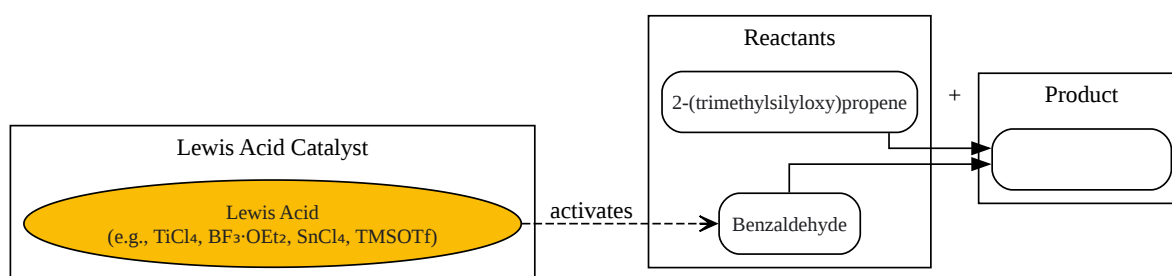 Reactants
2-(trimethylsilyloxy)propene
+
Product
Lewis Acid Catalyst
Lewis Acid
(e.g., TiCl₄, BF₃·OEt₂, SnCl₄, TMSOTf)
activates
Benzaldehyde